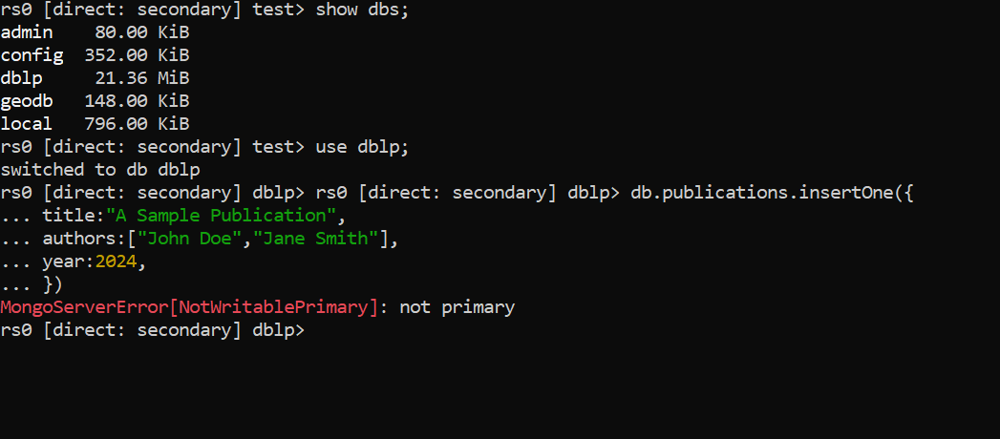 rs0 [direct: secondary] test> show dbs;
admin    80.00 KiB
config  352.00 KiB
dblp     21.36 MiB
geodb   148.00 KiB
local   796.00 KiB
rs0 [direct: secondary] test> use dblp;
switched to db dblp
rs0 [direct: secondary] dblp> rs0 [direct: secondary] dblp> db.publications.insertOne({
... title:"A Sample Publication",
... authors:["John Doe","Jane Smith"],
... year:2024,
... })
MongoServerError[NotWritablePrimary]: not primary
rs0 [direct: secondary] dblp>